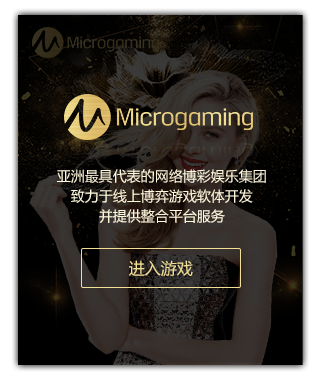 Microgaming
Microgaming
亚洲最具代表的网络博彩娱乐集团
致力于线上博弈游戏软体开发
并提供整合平台服务
进入游戏